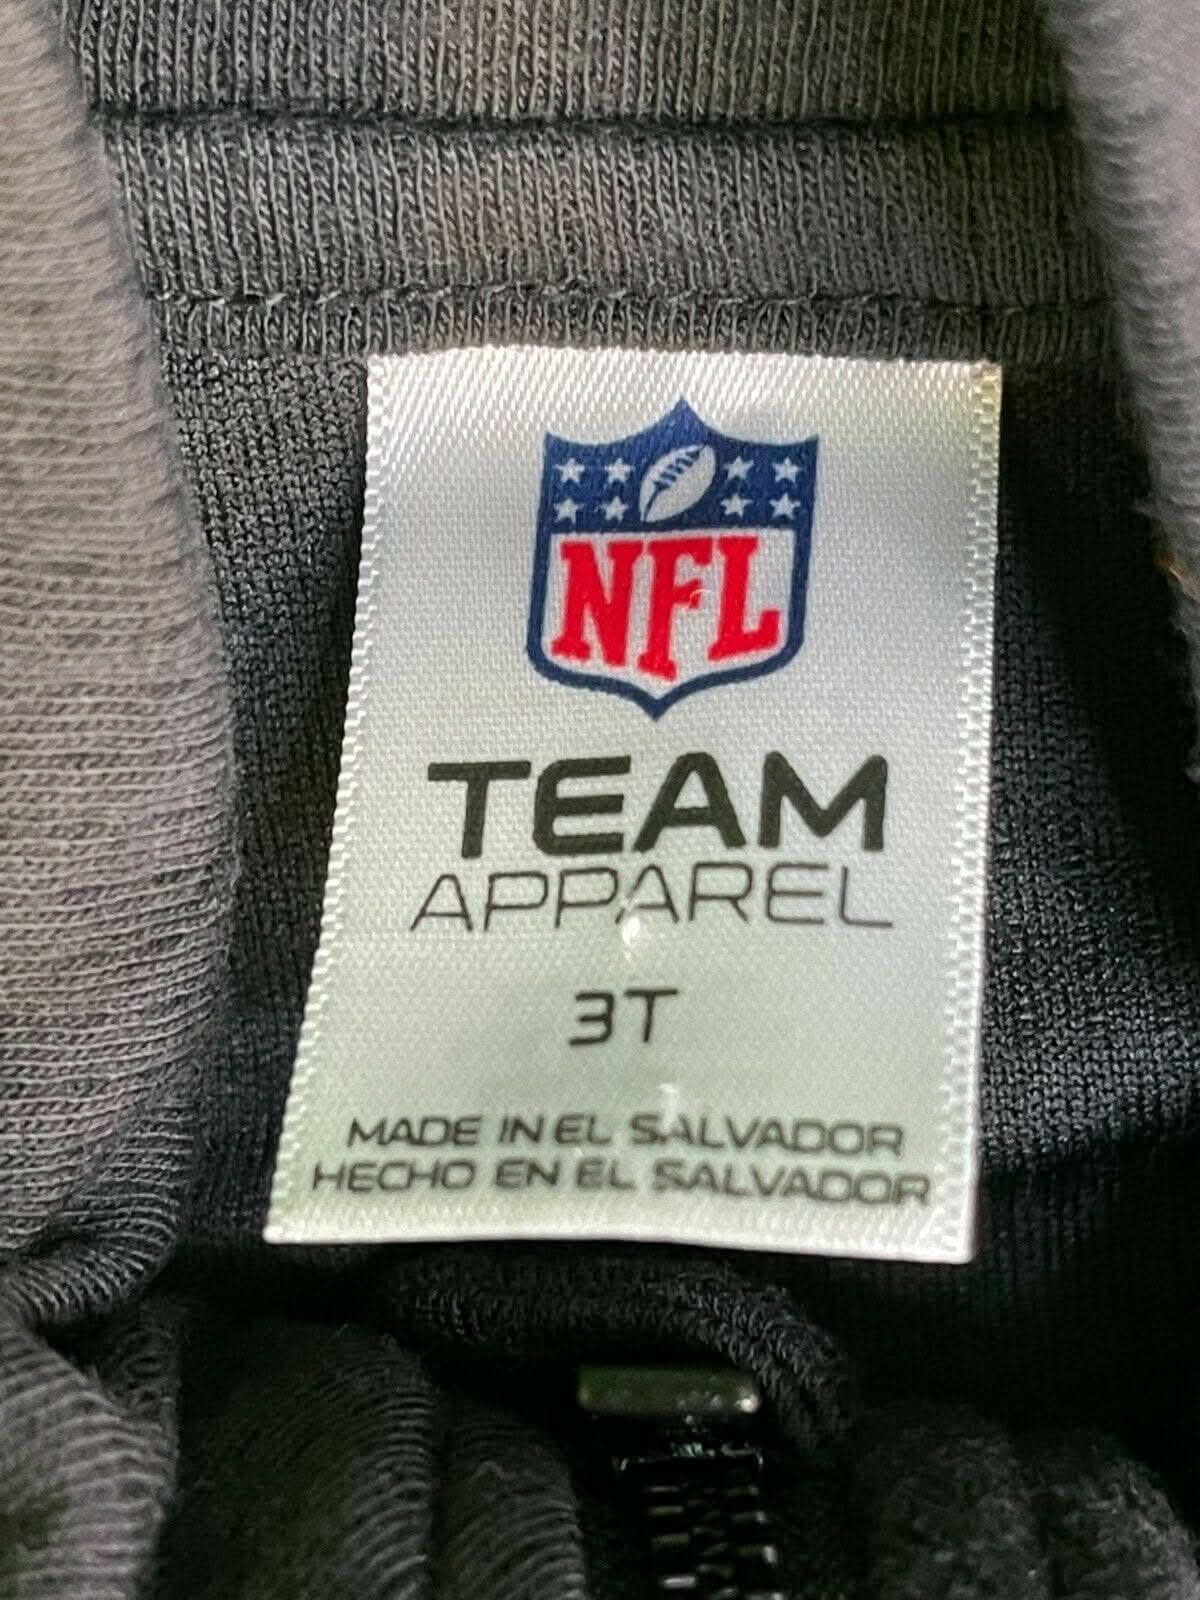 NFL
TEAM
APPAREL
3T
MADE IN EL SALVADOR
HECHO EN EL SALVADOR